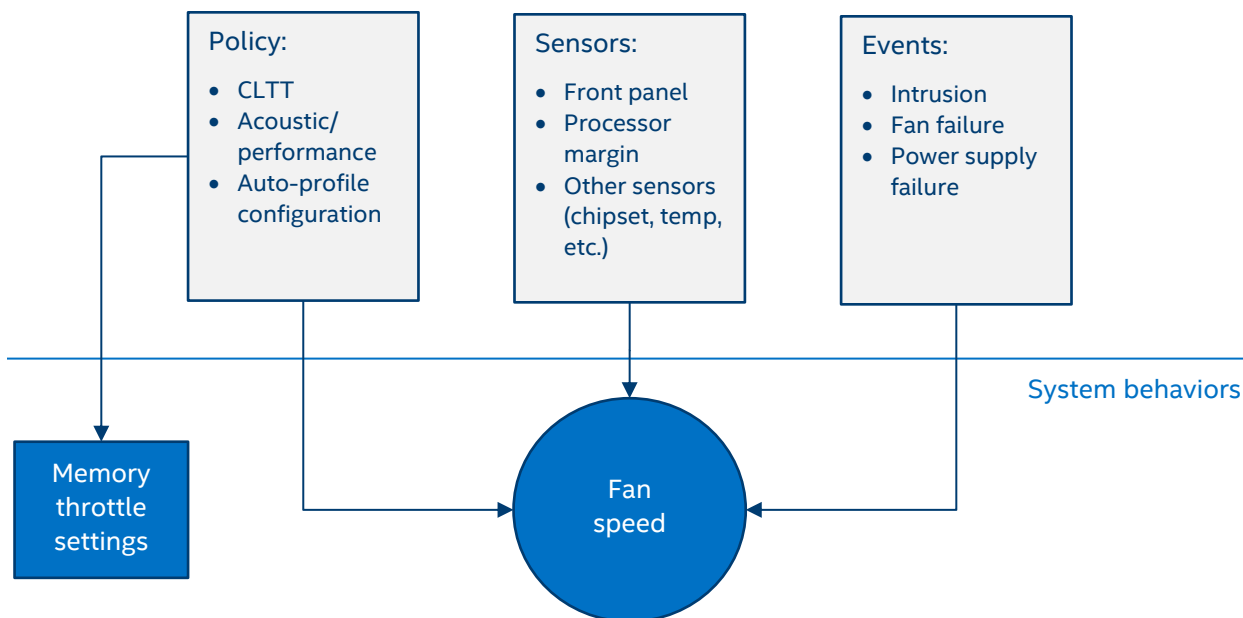 Policy:
• CLTT
• Acoustic/
performance
• Auto-profile
configuration
Sensors:
• Front panel
• Processor
margin
• Other sensors
(chipset, temp,
etc.)
Events:
• Intrusion
• Fan failure
• Power supply
failure
System behaviors
Memory
throttle
settings
Fan
speed